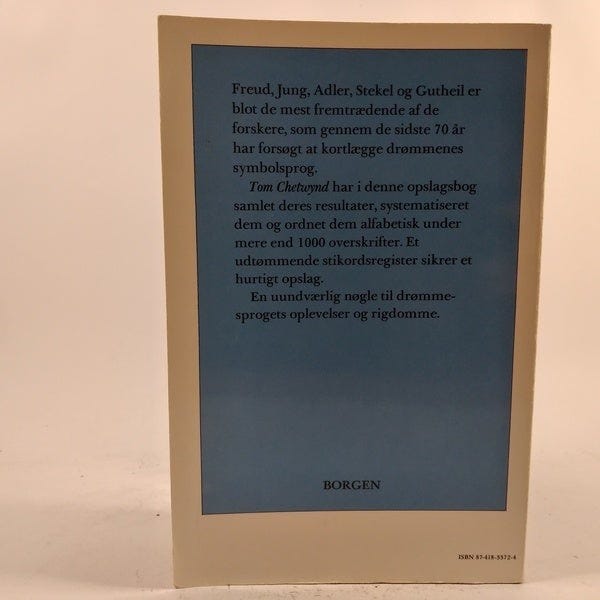 Freud, Jung, Adler, Stekel og Gutheil er
blot de mest fremtrædende af de
forskere, som gennem de sidste 70 år
har forsøgt at kortlægge drømmenes
symbolsprog.
Tom Chetwynd har i denne opslagsbog
samlet deres resultater, systematiseret
dem og ordnet dem alfabetisk under
mere end 1000 overskrifter. Et
udtømmende stikordsregister sikrer et
hurtigt opslag.
En uundværlig nøgle til drømme-
sprogets oplevelser og rigdomme.
BORGEN
ISBN 87-418-5572-4